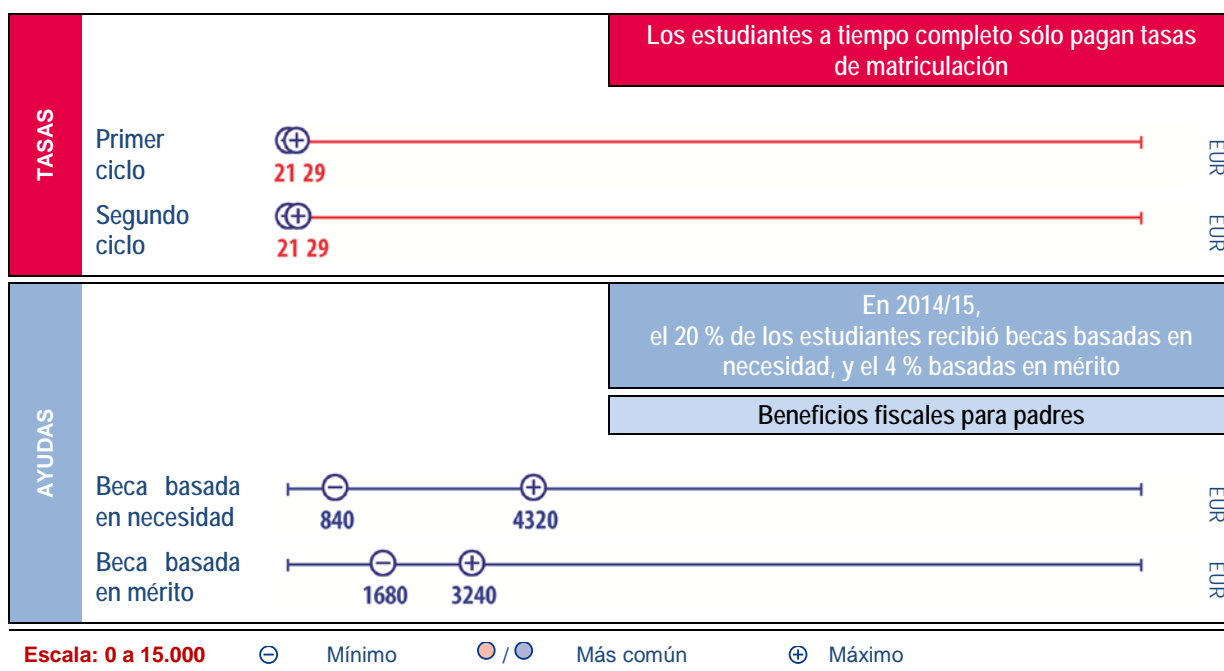 Los estudiantes a tiempo completo sólo pagan tasas
de matriculación
TASAS
Primer
ciclo
21 29
EUR
Segundo
ciclo
21 29
EUR
En 2014/15,
el 20 % de los estudiantes recibió becas basadas en
necesidad, y el 4 % basadas en mérito
Beneficios fiscales para padres
AYUDAS
Beca basada
en necesidad
840 4320
EUR
Beca basada
en mérito
1680 3240
EUR
Escala: 0 a 15.000 Mínimo / Más común Máximo